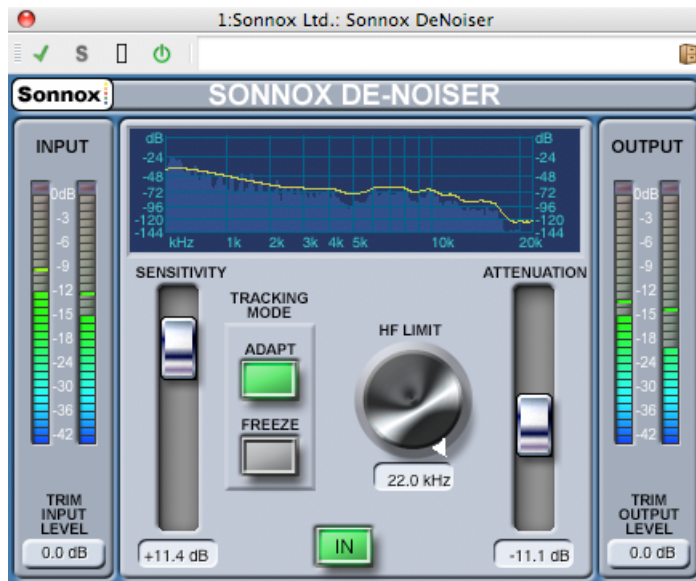 1:Sonnox Ltd.: Sonnox DeNoiser
S
Sonnox
SONNOX DE-NOISER
INPUT
0dB
-3
-6
-9
-12
-15
-18
-24
-30
-36
-42
TRIM
INPUT
LEVEL
0.0 dB
dB
-24
-48
-72
-96
-120
-144
kHz 1k 2k 3k 4k 5k 10k 20k
dB
-24
-48
-72
-96
-120
-144
SENSITIVITY
+11.4 dB
TRACKING
MODE
ADAPT
FREEZE
HF LIMIT
22.0 kHz
IN
ATTENUATION
-11.1 dB
OUTPUT
0dB
-3
-6
-9
-12
-15
-18
-24
-30
-36
-42
TRIM
OUTPUT
LEVEL
0.0 dB